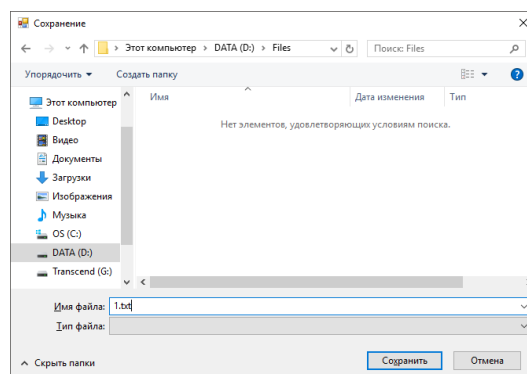 Сохранение
Этот компьютер > DATA (D:) > Files
Поиск: Files
Упорядочить
Создать папку
Имя
Дата изменения
Тип
Нет элементов, удовлетворяющих условиям поиска.
Этот компьютер
Desktop
Видео
Документы
Загрузки
Изображения
Музыка
OS (C:)
DATA (D:)
Transcend (G:)
Имя файла: 1.txt
Тип файла:
Скрыть папки
Сохранить
Отмена